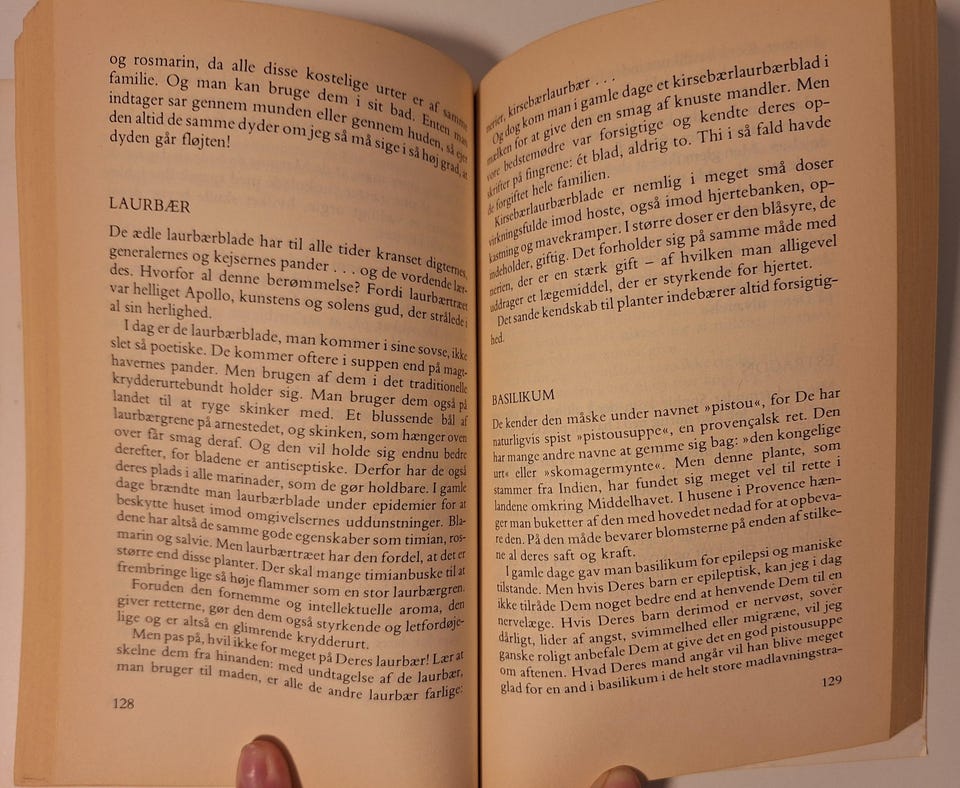 og rosmarin, da alle disse kostelige urter er af samme
familie. Og man kan bruge dem i sit bad. Enten man
indtager sar gennem munden eller gennem huden, så ejer
den altid de samme dyder om jeg så må sige i så høj grad, at
dyden går fløjten!
LAURBÆR
De ædle laurbærblade har til alle tider kranset digternes,
generalernes og kejsernes pander . . . og de vordende lær-
des. Hvorfor al denne berømmelse? Fordi laurbærtræet
var helliget Apollo, kunstens og solens gud, der strålede i
al sin herlighed.
I dag er de laurbærblade, man kommer i sine sovse, ikke
slet så poetiske. De kommer oftere i suppen end på magt-
havernes pander. Men brugen af dem i det traditionelle
krydderurtebundt holder sig. Man bruger dem også på
landet til at ryge skinker med. Et blussende bål af
laurbærgrene på arnestedet, og skinken, som hænger oven
over får smag deraf. Og den vil holde sig endnu bedre
derefter, for bladene er antiseptiske. Derfor har de også
deres plads i alle marinader, som de gør holdbare. I gamle
dage brændte man laurbærblade under epidemier for at
beskytte huset imod omgivelsernes uddunstninger. Bla-
dene har altså de samme gode egenskaber som timian, ros-
marin og salvie. Men laurbærtræet har den fordel, at det er
større end disse planter. Der skal mange timianbuske til at
frembringe lige så høje flammer som en stor laurbærgren.
Foruden den fornemme og intellektuelle aroma, den
giver retterne, gør den dem også styrkende og letfordøje-
lige og er altså en glimrende krydderurt.
Men pas på, hvil ikke for meget på Deres laurbær! Lær at
skelne dem fra hinanden: med undtagelse af de laurbær,
man bruger til maden, er alle de andre laurbær farlige:
128
nerier, kirsebærlaurbær . . .
Og dog kom man i gamle dage et kirsebærlaurbærblad i
mælken for at give den en smag af knuste mandler. Men
vore bedstemødre var forsigtige og kendte deres op-
skrifter på fingrene: ét blad, aldrig to. Thi i så fald havde
de forgiftet hele familien.
Kirsebærlaurbærblade er nemlig i meget små doser
virkningsfulde imod hoste, også imod hjertebanken, op-
kastning og mavekramper. I større doser er den blåsyre, de
indeholder, giftig. Det forholder sig på samme måde med
nerien, der er en stærk gift – af hvilken man alligevel
uddrager et lægemiddel, der er styrkende for hjertet.
Det sande kendskab til planter indebærer altid forsigtig-
hed.
BASILIKUM
De kender den måske under navnet »pistou«, for De har
naturligvis spist »pistousuppe«, en provençalsk ret. Den
har mange andre navne at gemme sig bag: »den kongelige
urt« eller »skomagermynte«. Men denne plante, som
stammer fra Indien, har fundet sig meget vel til rette i
landene omkring Middelhavet. I husene i Provence hæn-
ger man buketter af den med hovedet nedad for at opbeva-
re den. På den måde bevarer blomsterne på enden af stilke-
ne al deres saft og kraft.
I gamle dage gav man basilikum for epilepsi og maniske
tilstande. Men hvis Deres barn er epileptisk, kan jeg i dag
ikke tilråde Dem noget bedre end at henvende Dem til en
nervelæge. Hvis Deres barn derimod er nervøst, sover
dårligt, lider af angst, svimmelhed eller migræne, vil jeg
ganske roligt anbefale Dem at give det en god pistousuppe
om aftenen. Hvad Deres mand angår vil han blive meget
glad for en and i basilikum i de helt store madlavningstra-
129